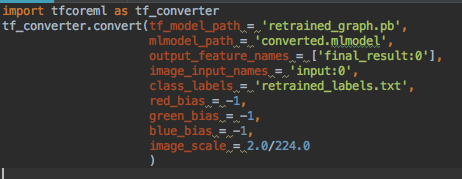 import tfcoreml as tf_converter
tf_converter.convert(tf_model_path = 'retrained_graph.pb',
mlmodel_path = 'converted.mlmodel',
output_feature_names = ['final_result:0'],
image_input_names = 'input:0',
class_labels = 'retrained_labels.txt',
red_bias = -1,
green_bias = -1,
blue_bias = -1,
image_scale = 2.0/224.0
)